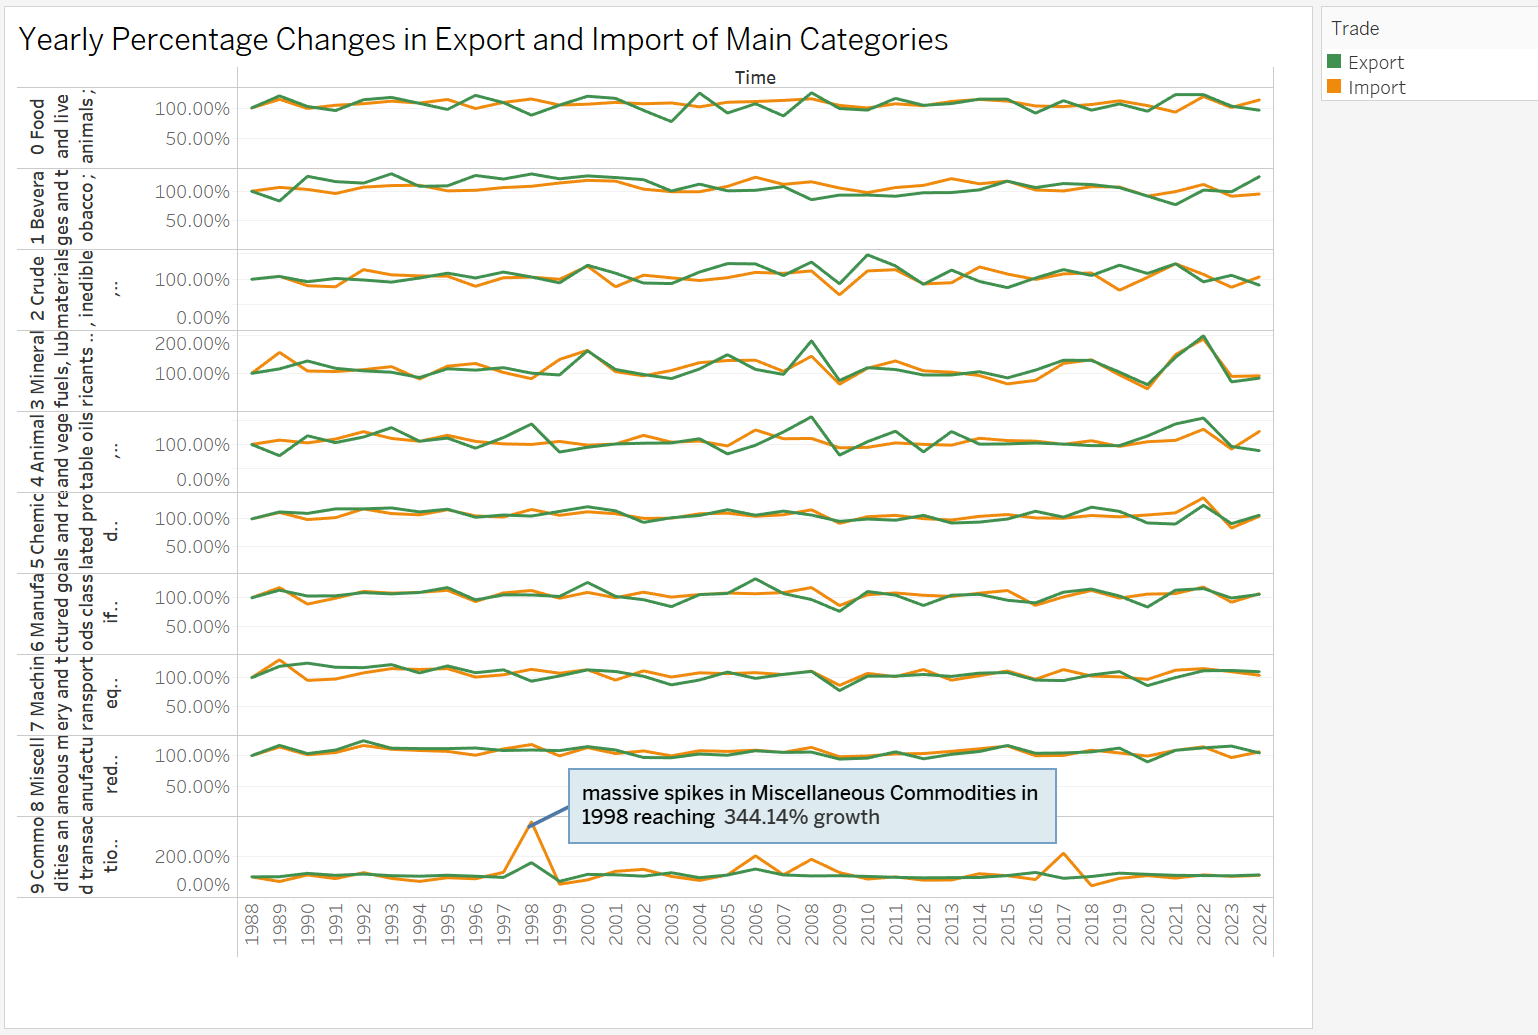 Yearly Percentage Changes in Export and Import of Main Categories
Trade
Export
Import
Time
0 Food
and live
animals ;
100.00%
50.00%
1 Bevera
ges and t
obacco ;
100.00%
50.00%
2 Crude
materials
, inedible
,...
100.00%
0.00%
3 Mineral
fuels, lub
ricants ..
200.00%
100.00%
4 Animal
and vege
table oils
,...
100.00%
0.00%
5 Chemic
als and re
lated pro
d..
100.00%
50.00%
6 Manufa
ctured go
ods class
if..
100.00%
50.00%
7 Machin
ery and t
ransport
eq..
100.00%
50.00%
8 Miscell
aneous m
anufactu
red..
100.00%
50.00%
massive spikes in Miscellaneous Commodities in
1998 reaching 344.14% growth
9 Commo
dities an
d transac
tio..
200.00%
0.00%
1988
1989
1990
1991
1992
1993
1994
1995
1996
1997
1998
1999
2000
2001
2002
2003
2004
2005
2006
2007
2008
2009
2010
2011
2012
2013
2014
2015
2016
2017
2018
2019
2020
2021
2022
2023
2024